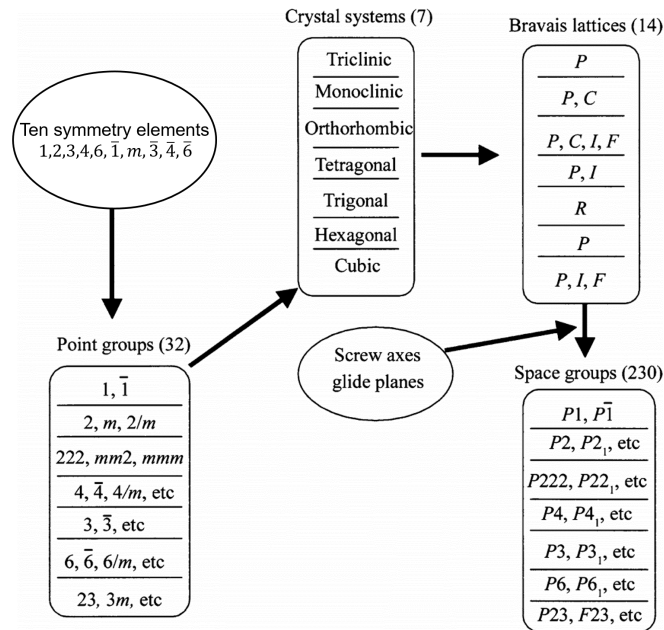 Crystal systems (7)
Triclinic
Monoclinic
Orthorhombic
Tetragonal
Trigonal
Hexagonal
Cubic
Bravais lattices (14)
P
P, C
P, C, I, F
P, I
R
P
P, I, F
Ten symmetry elements
1,2,3,4,6, 1̅, m, 3̅, 4̅, 6̅
Point groups (32)
1, 1̅
2, m, 2/m
222, mm2, mmm
4, 4̅, 4/m, etc
3, 3̅, etc
6, 6̅, 6/m, etc
23, 3m, etc
Screw axes
glide planes
Space groups (230)
P1, P1̅
P2, P2₁, etc
P222, P22₁, etc
P4, P4₁, etc
P3, P3₁, etc
P6, P6₁, etc
P23, F23, etc